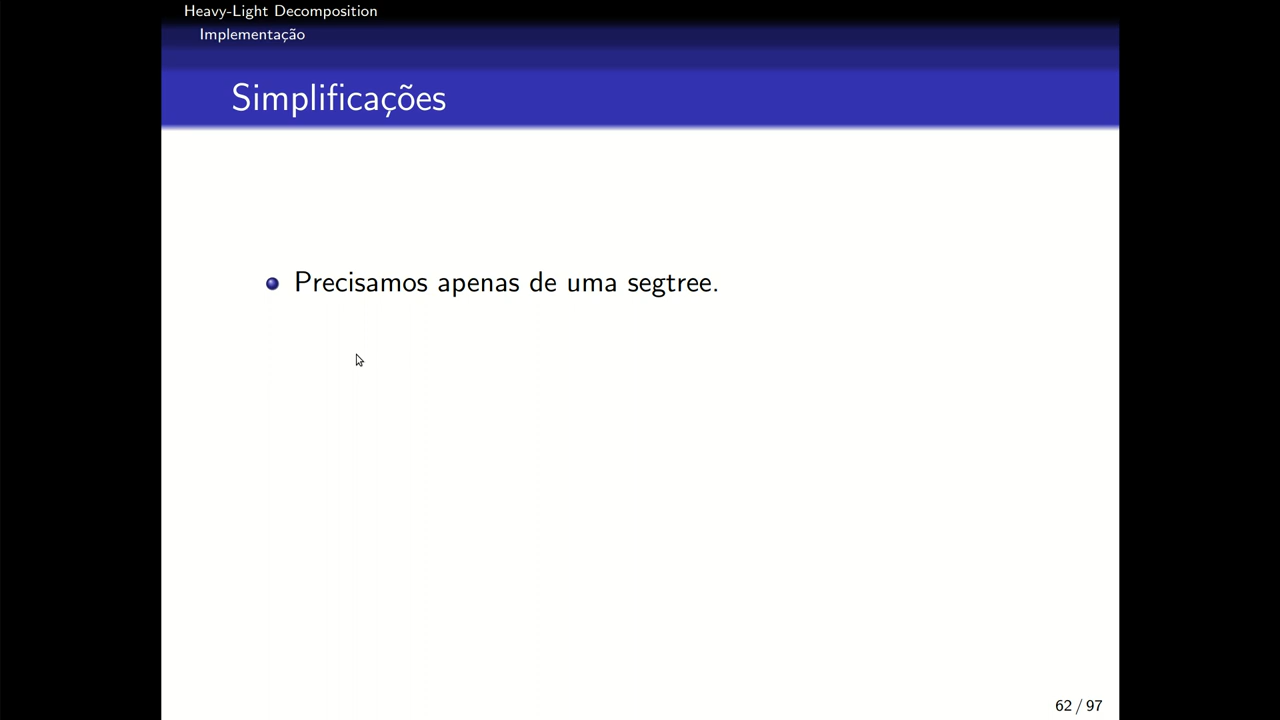 Heavy-Light Decomposition
Implementação
Simplificações
Precisamos apenas de uma segtree.
62 / 97